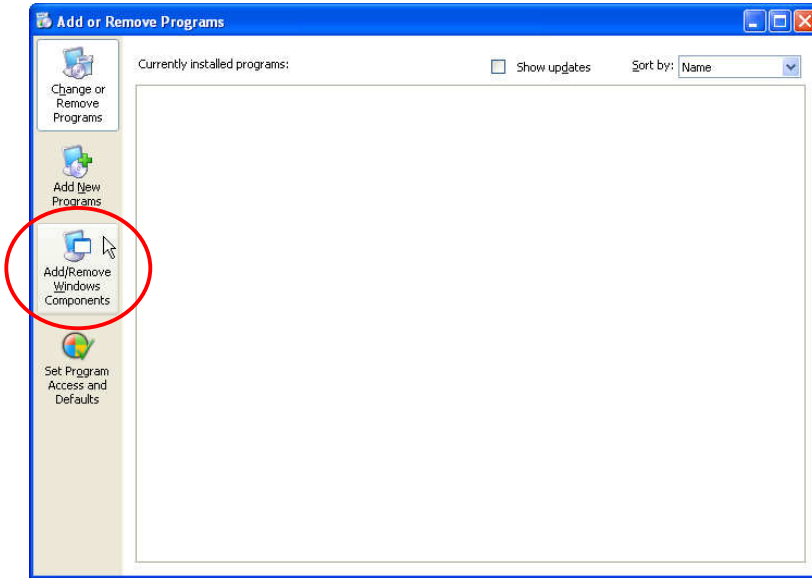 Add or Remove Programs
Change or
Remove
Programs
Currently installed programs:
Show updates
Sort by:
Name
Add New
Programs
Add/Remove
Windows
Components
Set Program
Access and
Defaults